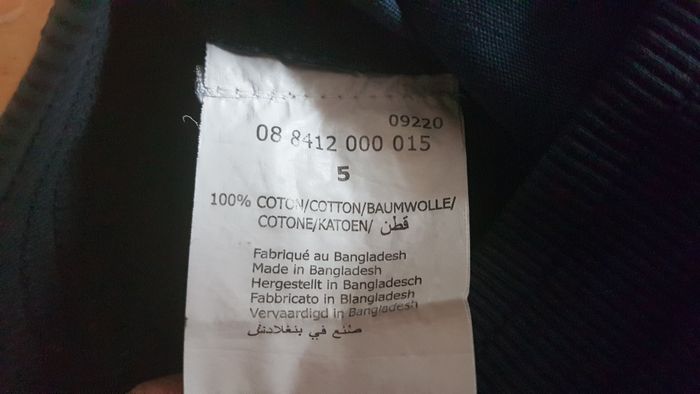 09220
08 8412 000 015
5
100% COTON/COTTON/BAUMWOLLE/
COTONE/KATOEN/ قطن
Fabriqué au Bangladesh
Made in Bangladesh
Hergestellt in Bangladesch
Fabbricato in Blangladesh
Vervaardigd in Bangladesh
صنع في بنغلادش